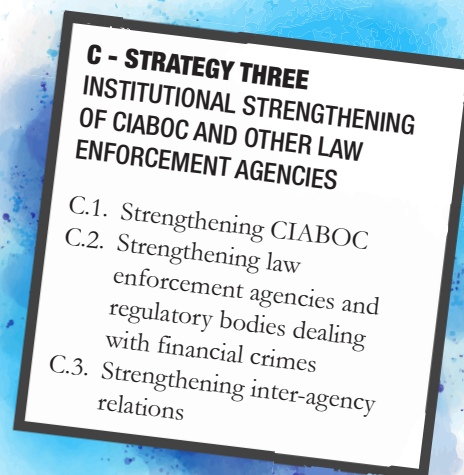 C - STRATEGY THREE
INSTITUTIONAL STRENGTHENING
OF CIABOC AND OTHER LAW
ENFORCEMENT AGENCIES
C.1. Strengthening CIABOC
C.2. Strengthening law
enforcement agencies and
regulatory bodies dealing
with financial crimes
C.3. Strengthening inter-agency
relations